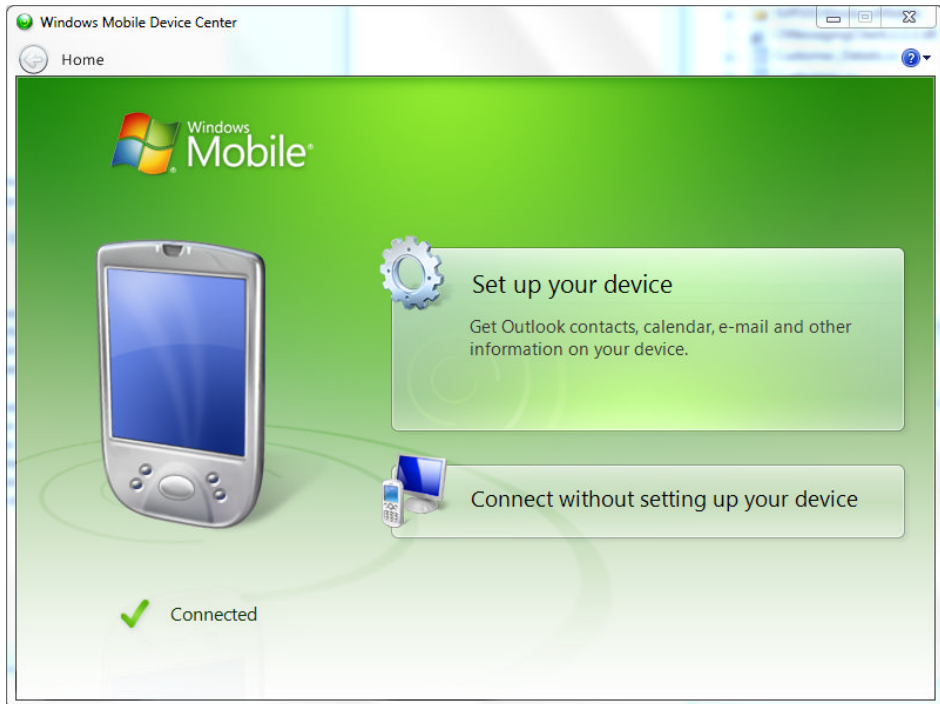 Windows Mobile Device Center
Home
Windows
Mobile
Set up your device
Get Outlook contacts, calendar, e-mail and other
information on your device.
Connect without setting up your device
Connected